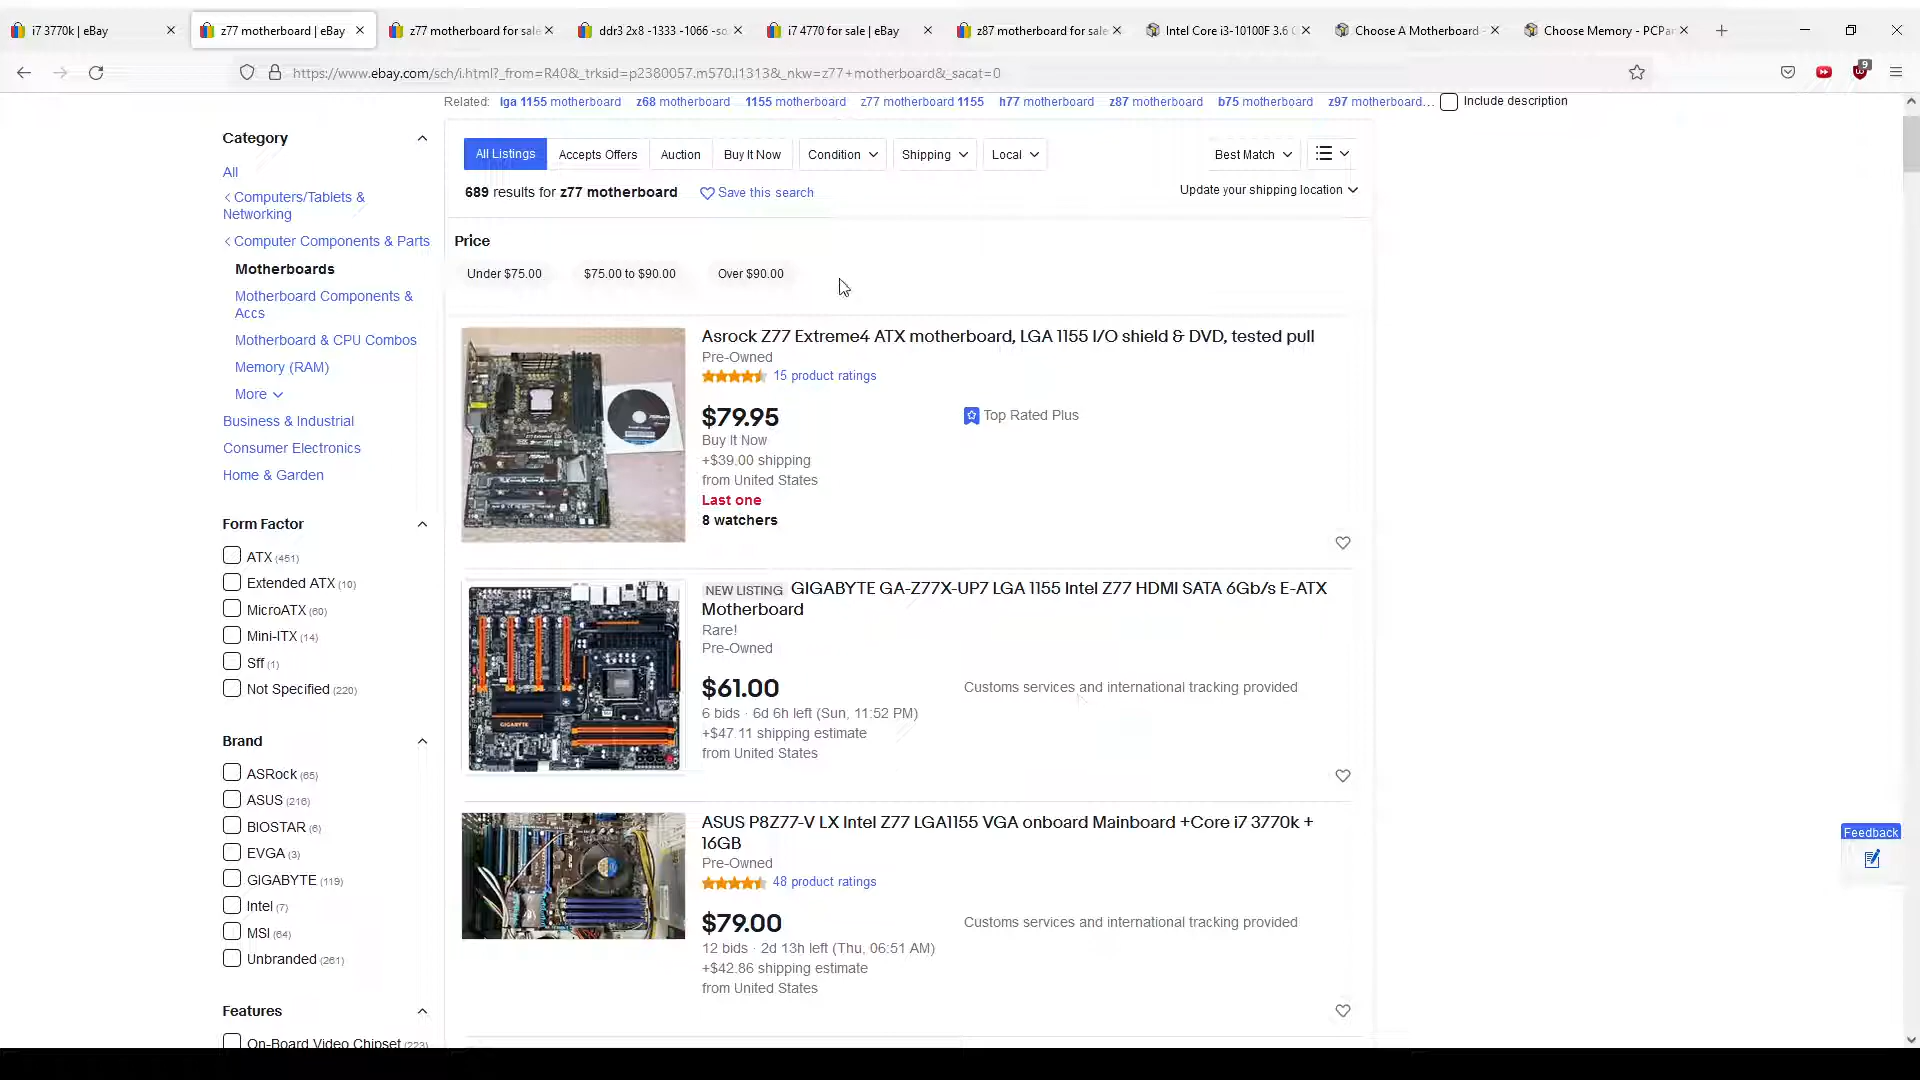 i7 3770k | eBay
z77 motherboard | eBay
z77 motherboard for sale
ddr3 2x8 -1333 -1066 -so.
i7 4770 for sale | eBay
z87 motherboard for sale
Intel Core i3-10100F 3.6
Choose A Motherboard -
Choose Memory - PCPar
https://www.ebay.com/sch/i.html?_from=R40&_trksid=p2380057.m570.l1313&_nkw=z77+motherboard&_sacat=0
9
Related: lga 1155 motherboard z68 motherboard 1155 motherboard z77 motherboard 1155 h77 motherboard z87 motherboard b75 motherboard z97 motherboard... Include description
Category
All
Computers/Tablets &
Networking
Computer Components & Parts
Motherboards
Motherboard Components &
Accs
Motherboard & CPU Combos
Memory (RAM)
More
Business & Industrial
Consumer Electronics
Home & Garden
Form Factor
ATX (451)
Extended ATX (10)
MicroATX (60)
Mini-ITX (14)
Sff (1)
Not Specified (220)
Brand
ASRock (65)
ASUS (216)
BIOSTAR (6)
EVGA (3)
GIGABYTE (119)
Intel (7)
MSI (64)
Unbranded (261)
Features
On-Board Video Chipset (223)
All Listings Accepts Offers Auction Buy It Now Condition Shipping Local Best Match
689 results for z77 motherboard Save this search Update your shipping location
Price
Under $75.00 $75.00 to $90.00 Over $90.00
Asrock Z77 Extreme4 ATX motherboard, LGA 1155 I/O shield & DVD, tested pull
Pre-Owned
15 product ratings
$79.95
Top Rated Plus
Buy It Now
+$39.00 shipping
from United States
Last one
8 watchers
NEW LISTING GIGABYTE GA-Z77X-UP7 LGA 1155 Intel Z77 HDMI SATA 6Gb/s E-ATX
Motherboard
Rare!
Pre-Owned
$61.00
Customs services and international tracking provided
6 bids · 6d 6h left (Sun, 11:52 PM)
+$47.11 shipping estimate
from United States
GIGABYTE
ASUS P8Z77-V LX Intel Z77 LGA1155 VGA onboard Mainboard +Core i7 3770k +
16GB
Pre-Owned
48 product ratings
$79.00
Customs services and international tracking provided
12 bids · 2d 13h left (Thu, 06:51 AM)
+$42.86 shipping estimate
from United States
Feedback